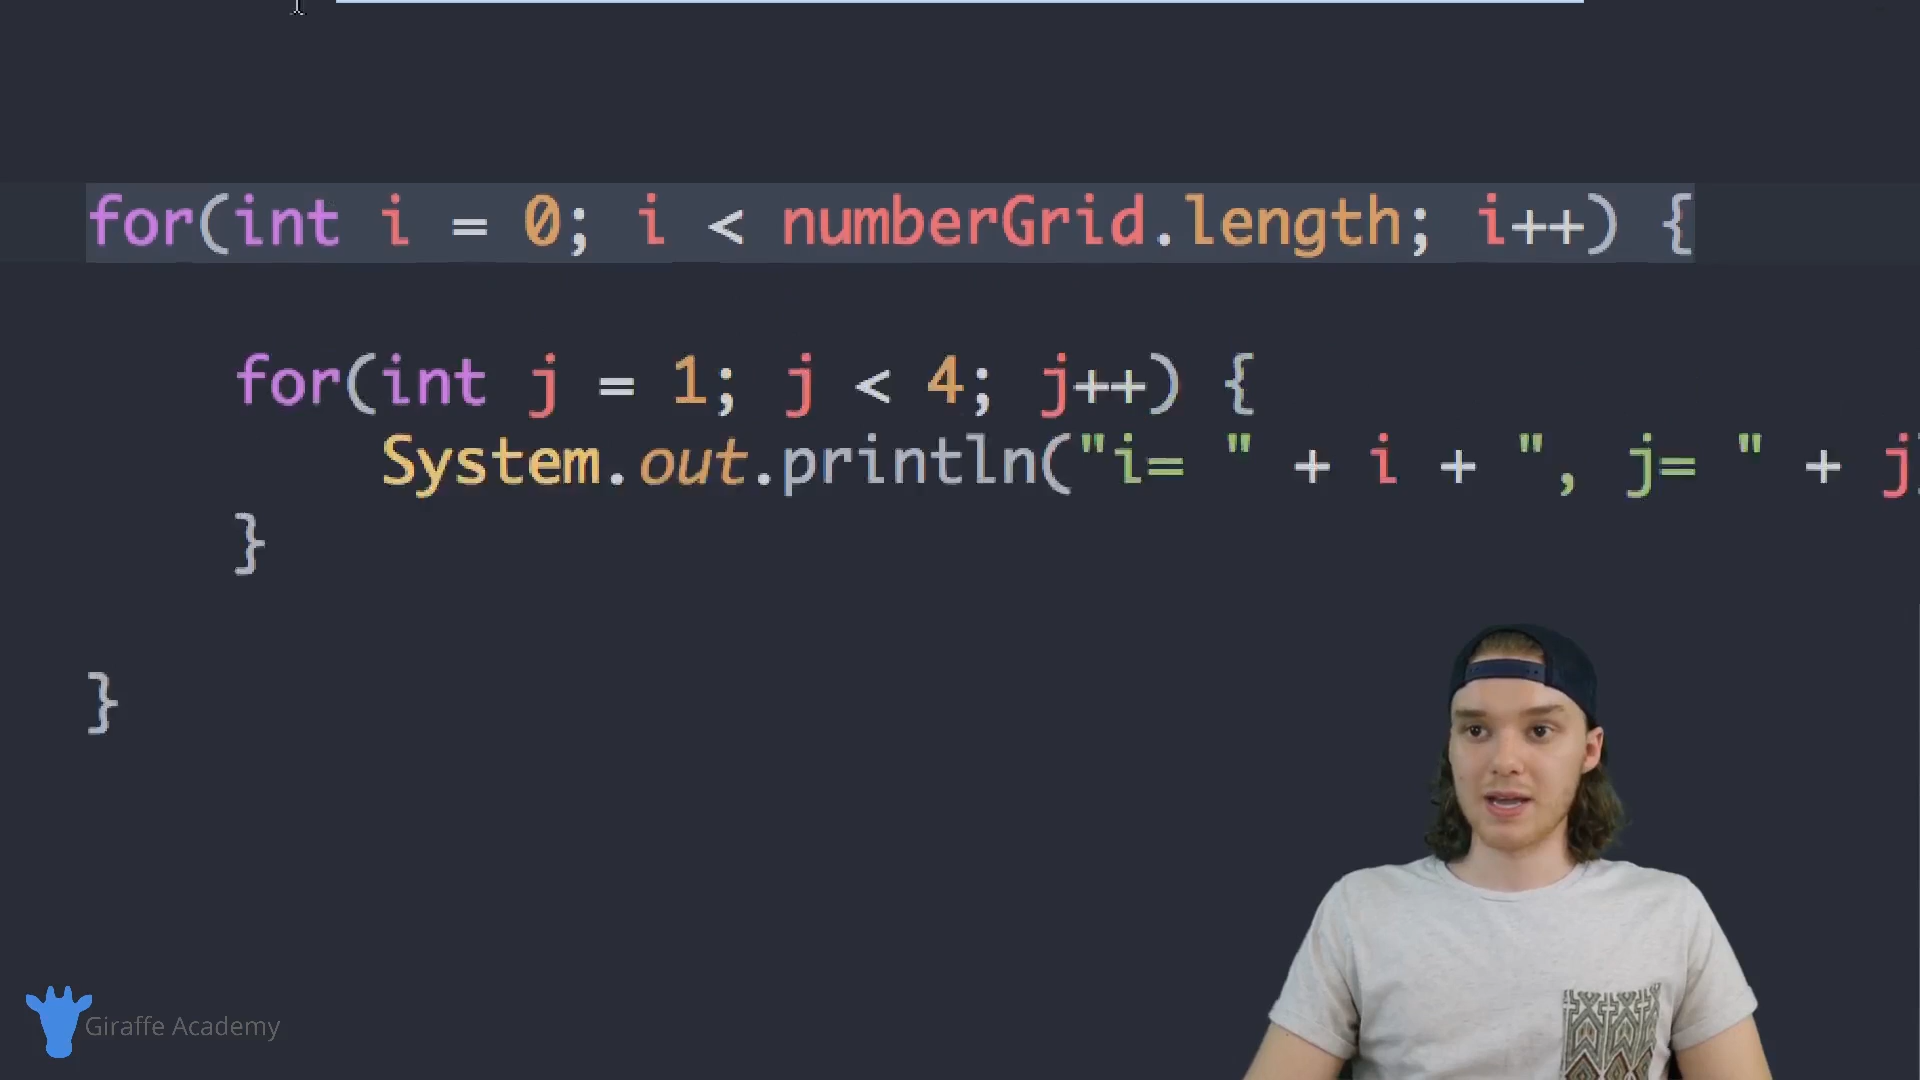 for(int i = 0; i < numberGrid.length; i++) {
for(int j = 1; j < 4; j++) {
System.out.println("i= " + i + ", j= " + j
}
}
Giraffe Academy